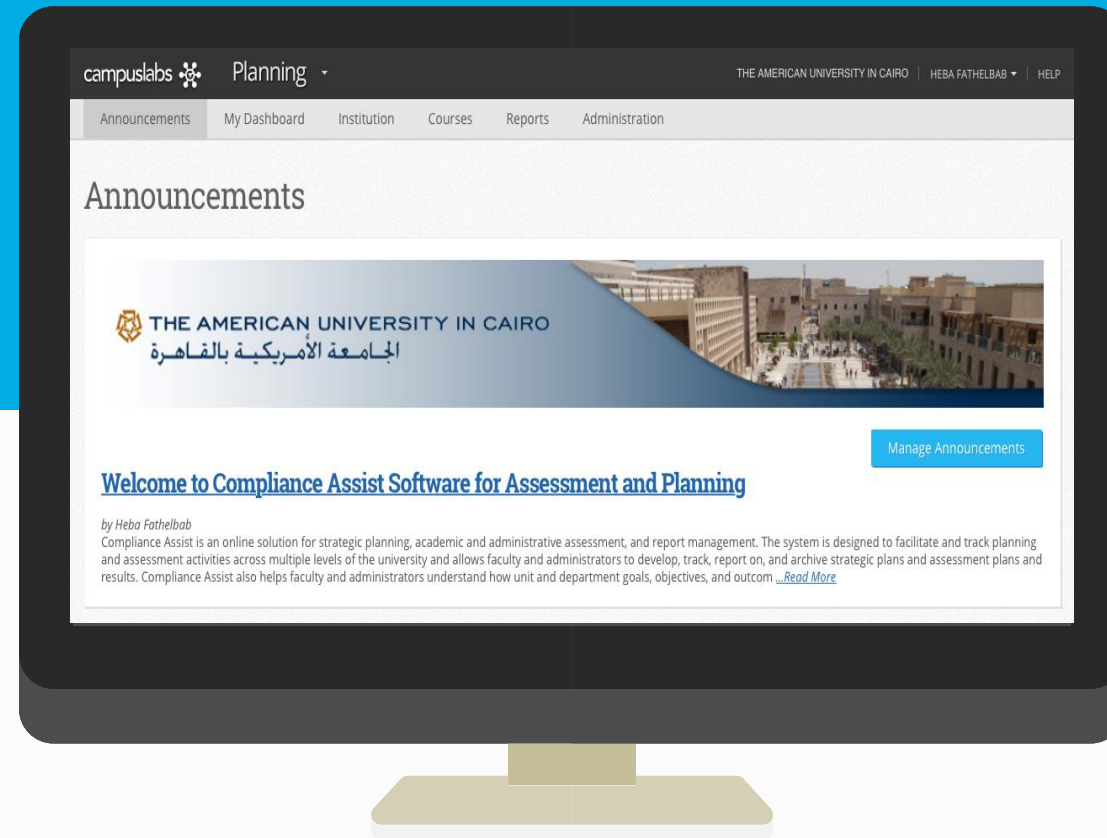 campuslabs Planning THE AMERICAN UNIVERSITY IN CAIRO HEBA FATHELBAB HELP
Announcements My Dashboard Institution Courses Reports Administration
Announcements
THE AMERICAN UNIVERSITY IN CAIRO
الجامعة الأمريكية بالقاهرة
Manage Announcements
Welcome to Compliance Assist Software for Assessment and Planning
by Heba Fathelbab
Compliance Assist is an online solution for strategic planning, academic and administrative assessment, and report management. The system is designed to facilitate and track planning
and assessment activities across multiple levels of the university and allows faculty and administrators to develop, track, report on, and archive strategic plans and assessment plans and
results. Compliance Assist also helps faculty and administrators understand how unit and department goals, objectives, and outcom ...Read More